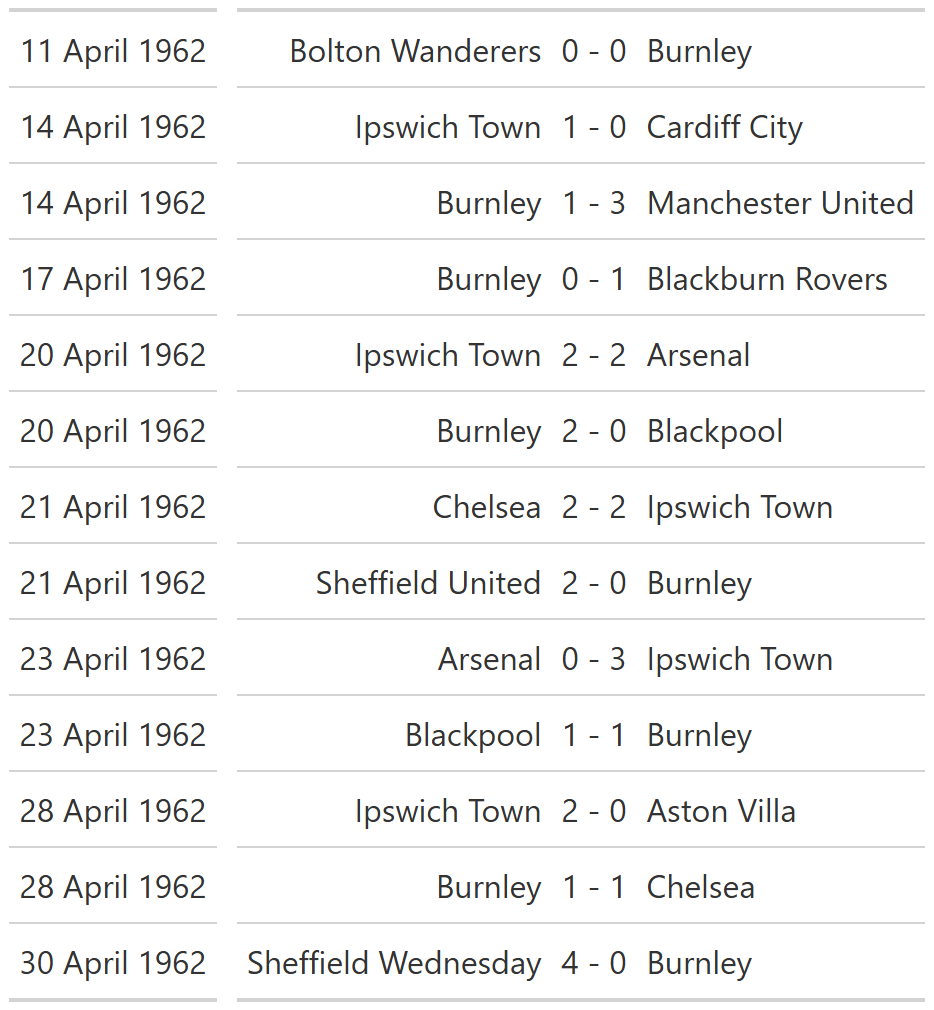 11 April 1962 Bolton Wanderers 0 - 0 Burnley
14 April 1962 Ipswich Town 1 - 0 Cardiff City
14 April 1962 Burnley 1 - 3 Manchester United
17 April 1962 Burnley 0 - 1 Blackburn Rovers
20 April 1962 Ipswich Town 2 - 2 Arsenal
20 April 1962 Burnley 2 - 0 Blackpool
21 April 1962 Chelsea 2 - 2 Ipswich Town
21 April 1962 Sheffield United 2 - 0 Burnley
23 April 1962 Arsenal 0 - 3 Ipswich Town
23 April 1962 Blackpool 1 - 1 Burnley
28 April 1962 Ipswich Town 2 - 0 Aston Villa
28 April 1962 Burnley 1 - 1 Chelsea
30 April 1962 Sheffield Wednesday 4 - 0 Burnley